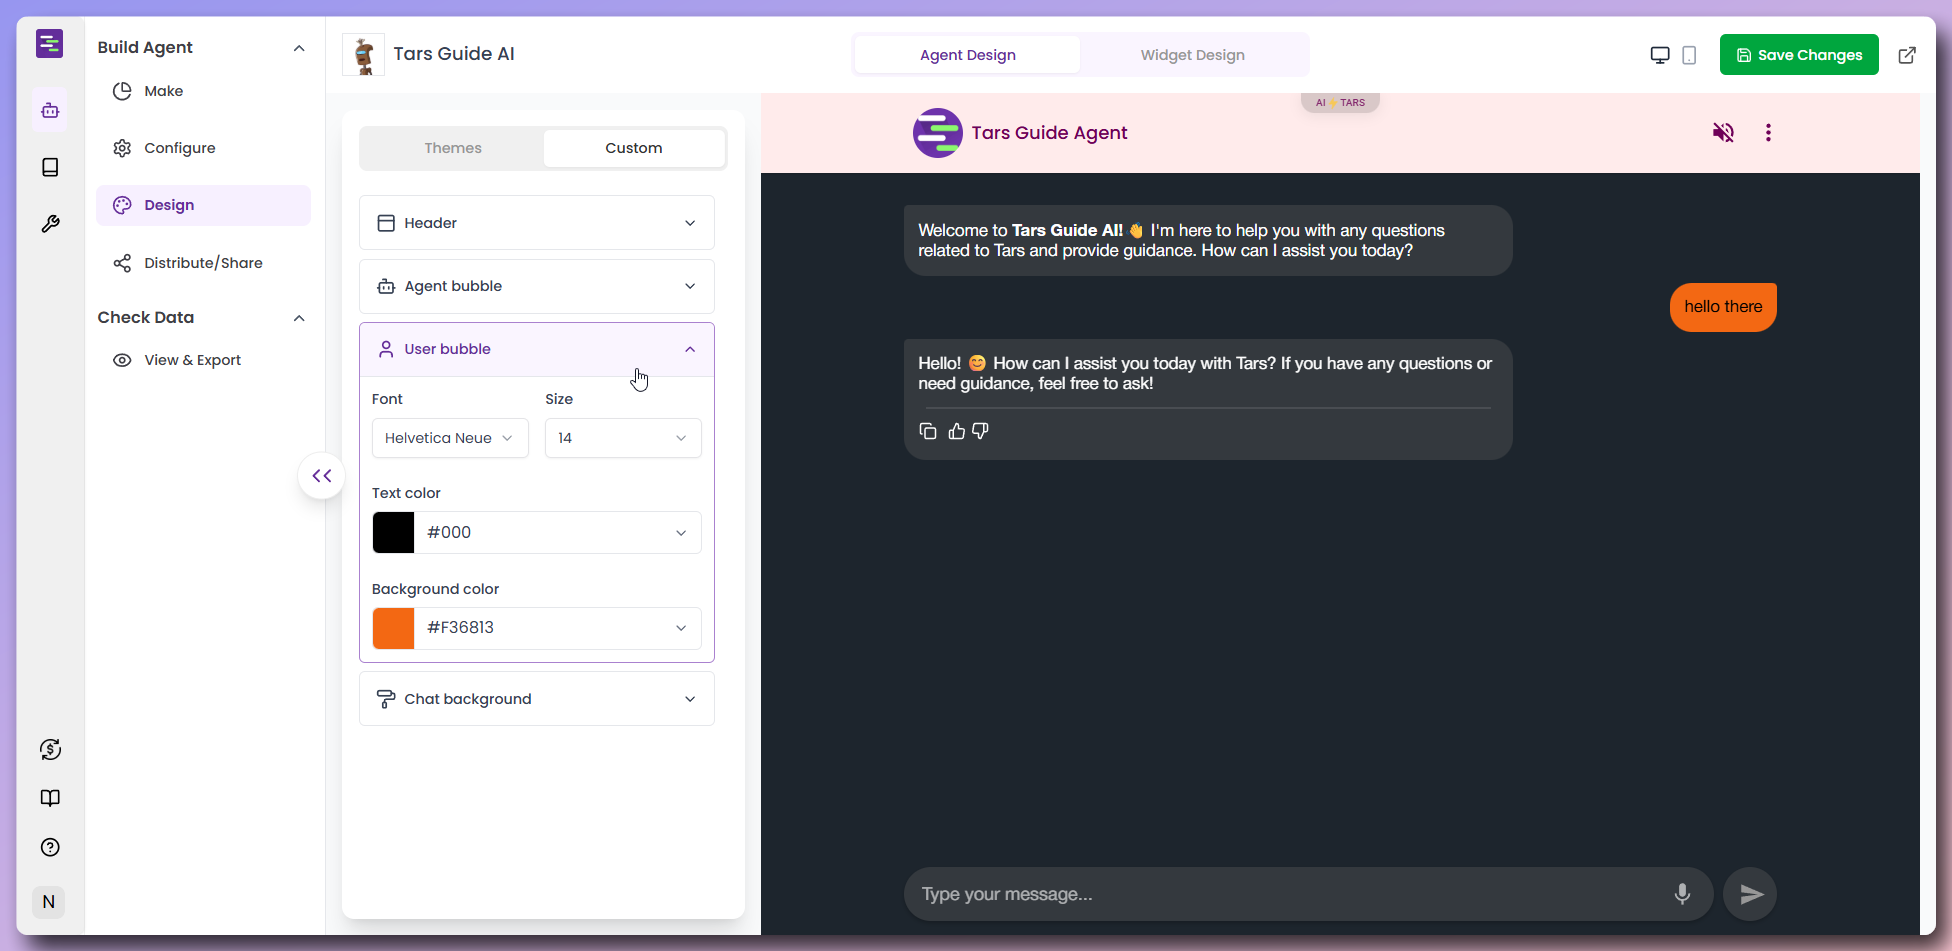 Build Agent
Make
Configure
Design
Distribute/Share
Check Data
View & Export
N
Tars Guide AI
Agent Design
Widget Design
Save Changes
Themes
Custom
Header
Agent bubble
User bubble
Font
Size
Helvetica Neue
14
Text color
#000
Background color
#F36813
Chat background
AI TARS
Tars Guide Agent
Welcome to Tars Guide AI! 👋 I'm here to help you with any questions
related to Tars and provide guidance. How can I assist you today?
hello there
Hello! 😊 How can I assist you today with Tars? If you have any questions or
need guidance, feel free to ask!
Type your message...